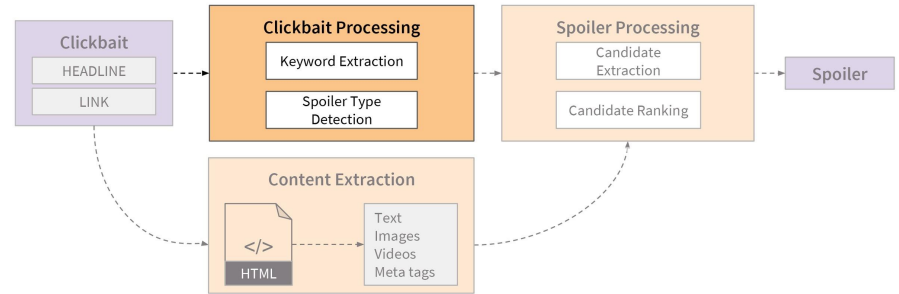 Clickbait
HEADLINE
LINK
Clickbait Processing
Keyword Extraction
Spoiler Type
Detection
Spoiler Processing
Candidate
Extraction
Candidate Ranking
Spoiler
Content Extraction
</>
HTML
Text
Images
Videos
Meta tags